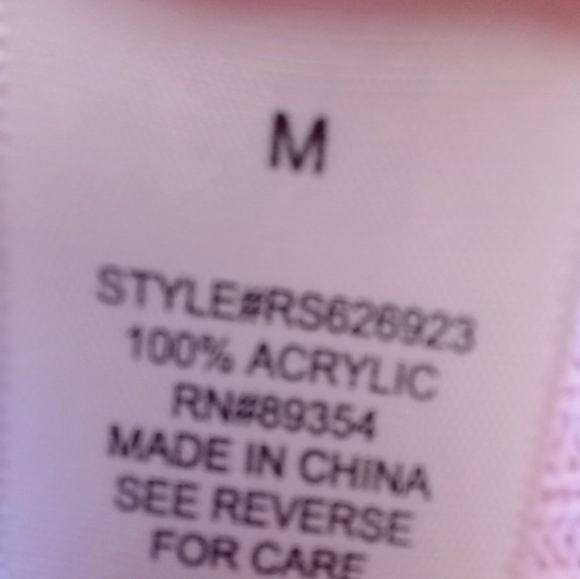 M
STYLE#RS626923
100% ACRYLIC
RN#89354
MADE IN CHINA
SEE REVERSE
FOR CARE